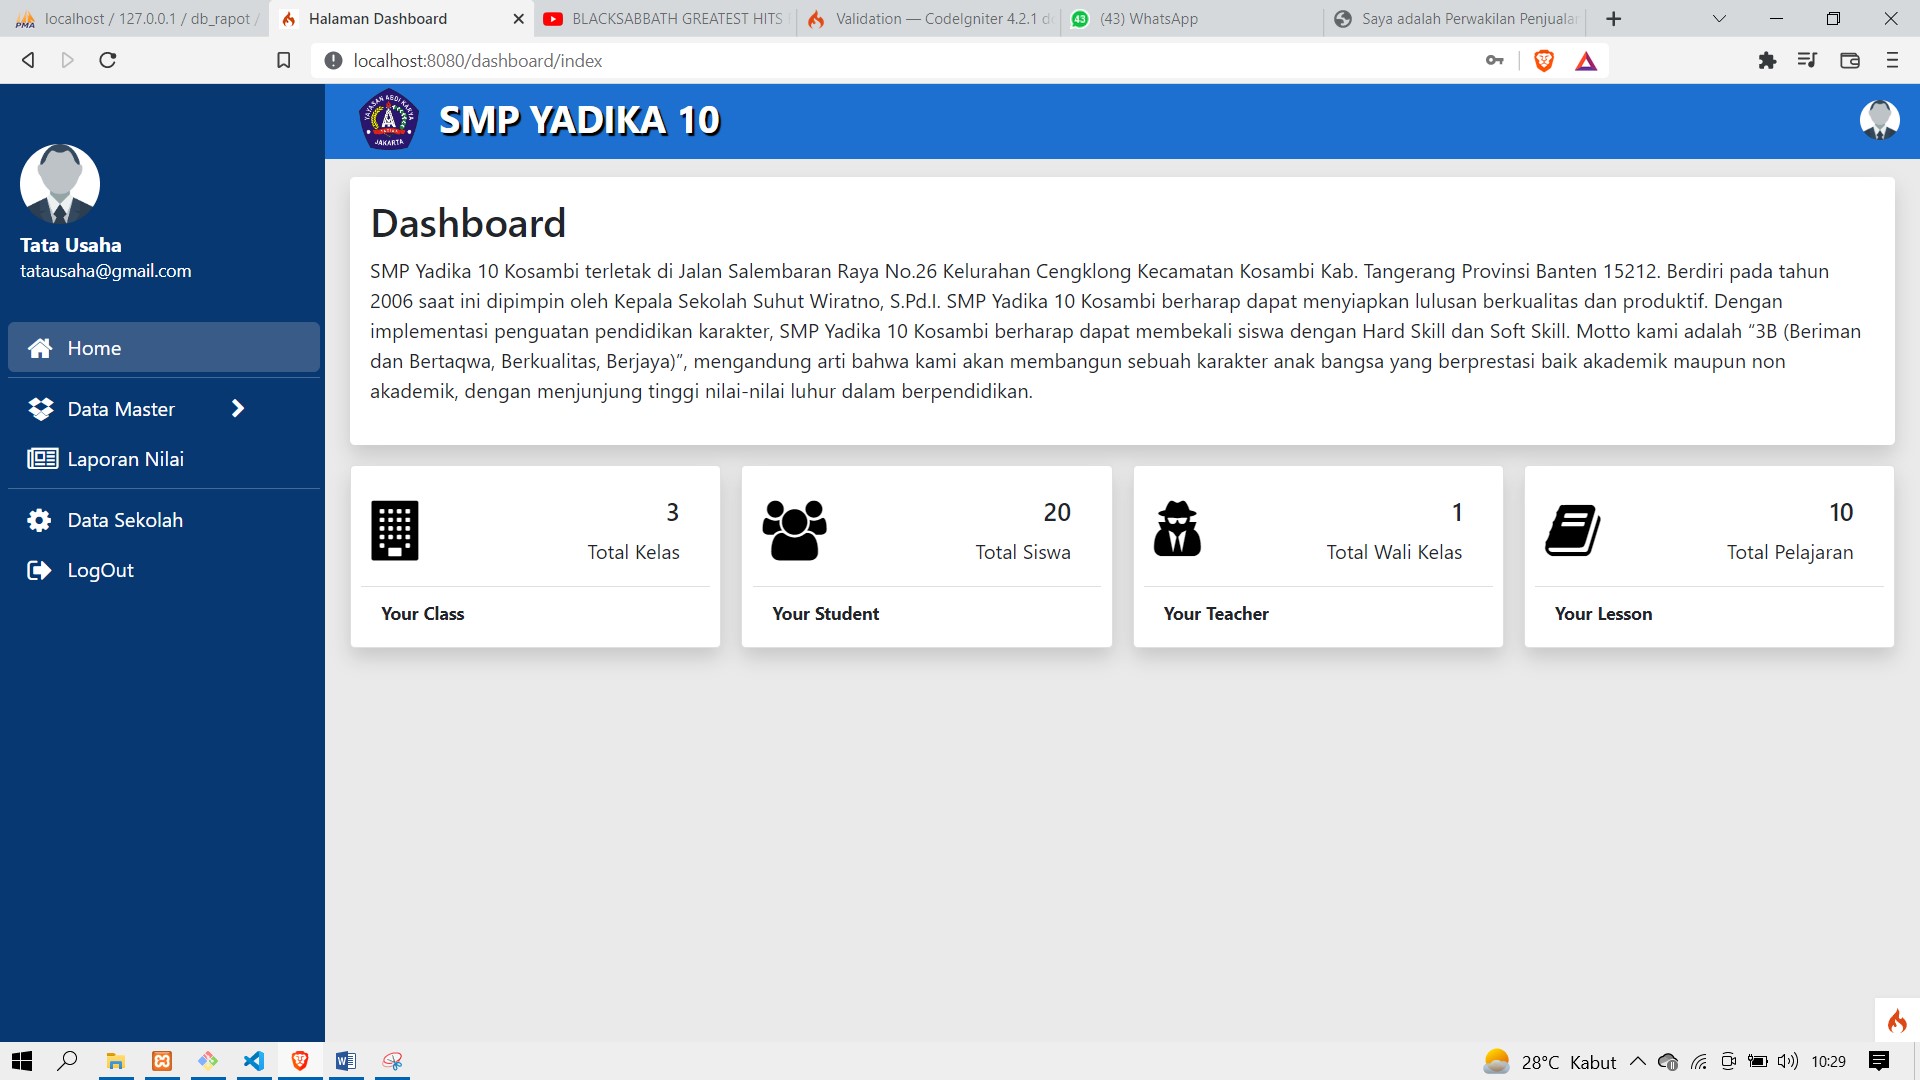 localhost / 127.0.0.1 / db_rapot /
Halaman Dashboard
BLACKSABBATH GREATEST HITS
Validation — CodeIgniter 4.2.1 d
(43) WhatsApp
Saya adalah Perwakilan Penjuala
localhost:8080/dashboard/index
SMP YADIKA 10
YAYASAN ABDI KARYA
JAKARTA
Tata Usaha
tatausaha@gmail.com
Home
Data Master
Laporan Nilai
Data Sekolah
LogOut
Dashboard
SMP Yadika 10 Kosambi terletak di Jalan Salembaran Raya No.26 Kelurahan Cengklong Kecamatan Kosambi Kab. Tangerang Provinsi Banten 15212. Berdiri pada tahun
2006 saat ini dipimpin oleh Kepala Sekolah Suhut Wiratno, S.Pd.I. SMP Yadika 10 Kosambi berharap dapat menyiapkan lulusan berkualitas dan produktif. Dengan
implementasi penguatan pendidikan karakter, SMP Yadika 10 Kosambi berharap dapat membekali siswa dengan Hard Skill dan Soft Skill. Motto kami adalah “3B (Beriman
dan Bertaqwa, Berkualitas, Berjaya)”, mengandung arti bahwa kami akan membangun sebuah karakter anak bangsa yang berprestasi baik akademik maupun non
akademik, dengan menjunjung tinggi nilai-nilai luhur dalam berpendidikan.
3
Total Kelas
Your Class
20
Total Siswa
Your Student
1
Total Wali Kelas
Your Teacher
10
Total Pelajaran
Your Lesson
28°C Kabut
10:29